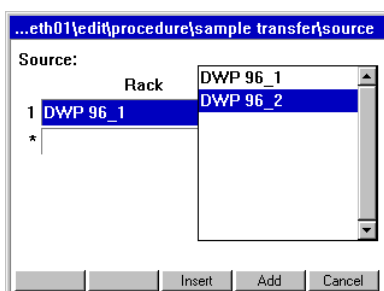 ...eth01\edit\procedure\sample transfer\source
Source:
Rack
1 DWP 96_1
*
DWP 96_1
DWP 96_2
Insert Add Cancel